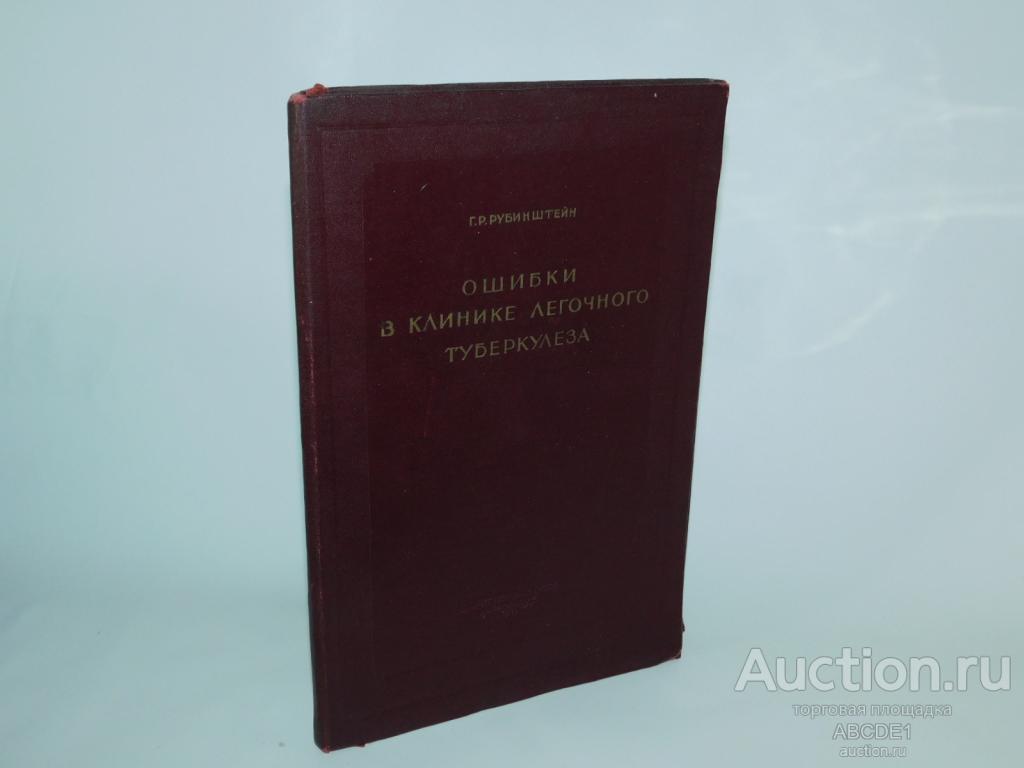 Г.Р.РУБИНШТЕЙН
ОШИБКИ
В КЛИНИКЕ ЛЕГОЧНОГО
ТУБЕРКУЛЕЗА
Auction.ru
торговая площадка
ABCDE1
auction.ru